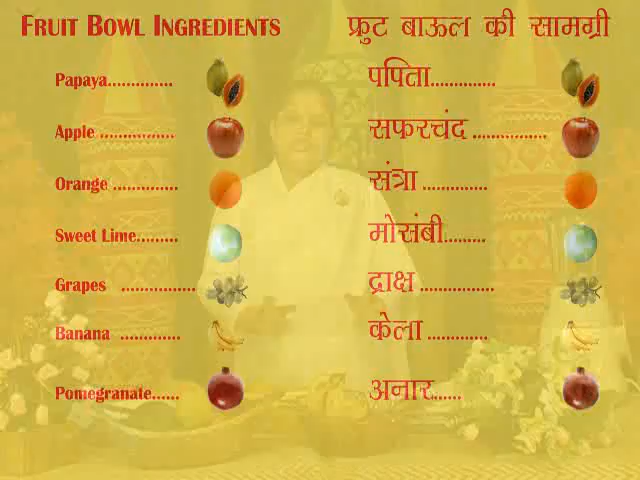 FRUIT BOWL INGREDIENTS
Papaya.............
Apple ...............
Orange .............
Sweet Lime.........
Grapes ...............
Banana ............
Pomegranate......
फ्रुट बाऊल की सामग्री
पपिता.............
सफरचंद ...............
संत्रा .............
मोसंबी.........
द्राक्ष ...............
केला ............
अनार......